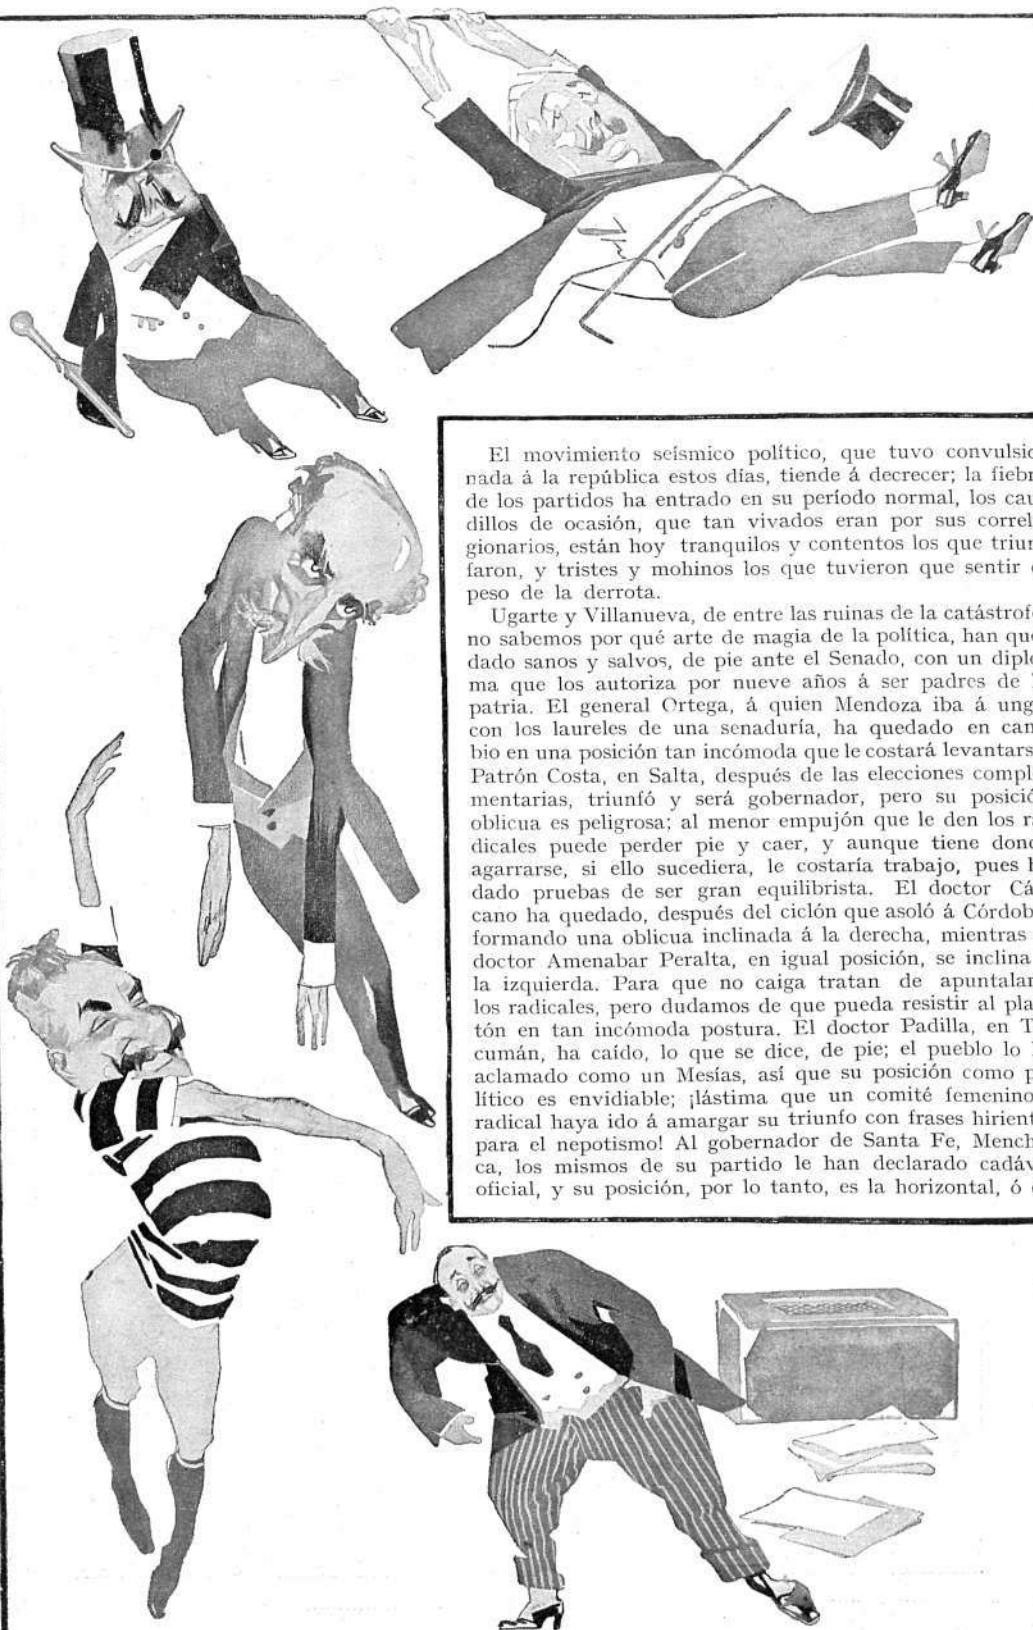 El movimiento seísmico político, que tuvo convulsio
nada á la república estos días, tiende á decrecer; la fiebr
de los partidos ha entrado en su período normal, los cau
dillos de ocasión, que tan vivados eran por sus correl
gionarios, están hoy tranquilos y contentos los que triun
faron, y tristes y mohinos los que tuvieron que sentir e
peso de la derrota.
Ugarte y Villanueva, de entre las ruinas de la catástrofe
no sabemos por qué arte de magia de la política, han que
dado sanos y salvos, de pie ante el Senado, con un diplo
ma que los autoriza por nueve años á ser padres de l
patria. El general Ortega, á quien Mendoza iba á ungi
con los laureles de una senaduría, ha quedado en cam
bio en una posición tan incómoda que le costará levantars
Patrón Costa, en Salta, después de las elecciones comple
mentarias, triunfó y será gobernador, pero su posició
oblicua es peligrosa; al menor empujón que le den los ra
dicales puede perder pie y caer, y aunque tiene dond
agarrarse, si ello sucediera, le costaría trabajo, pues h
dado pruebas de ser gran equilibrista. El doctor Cár
cano ha quedado, después del ciclón que asoló á Córdob
formando una oblicua inclinada á la derecha, mientras e
doctor Amenabar Peralta, en igual posición, se inclina
la izquierda. Para que no caiga tratan de apuntalar
los radicales, pero dudamos de que pueda resistir al plan
tón en tan incómoda postura. El doctor Padilla, en Tu
cumán, ha caído, lo que se dice, de pie; el pueblo lo h
aclamado como un Mesías, así que su posición como po
lítico es envidiable; ¡lástima que un comité femenino
radical haya ido á amargar su triunfo con frases hirient
para el nepotismo! Al gobernador de Santa Fe, Mencha
ca, los mismos de su partido le han declarado cadáv
oficial, y su posición, por lo tanto, es la horizontal, ó d